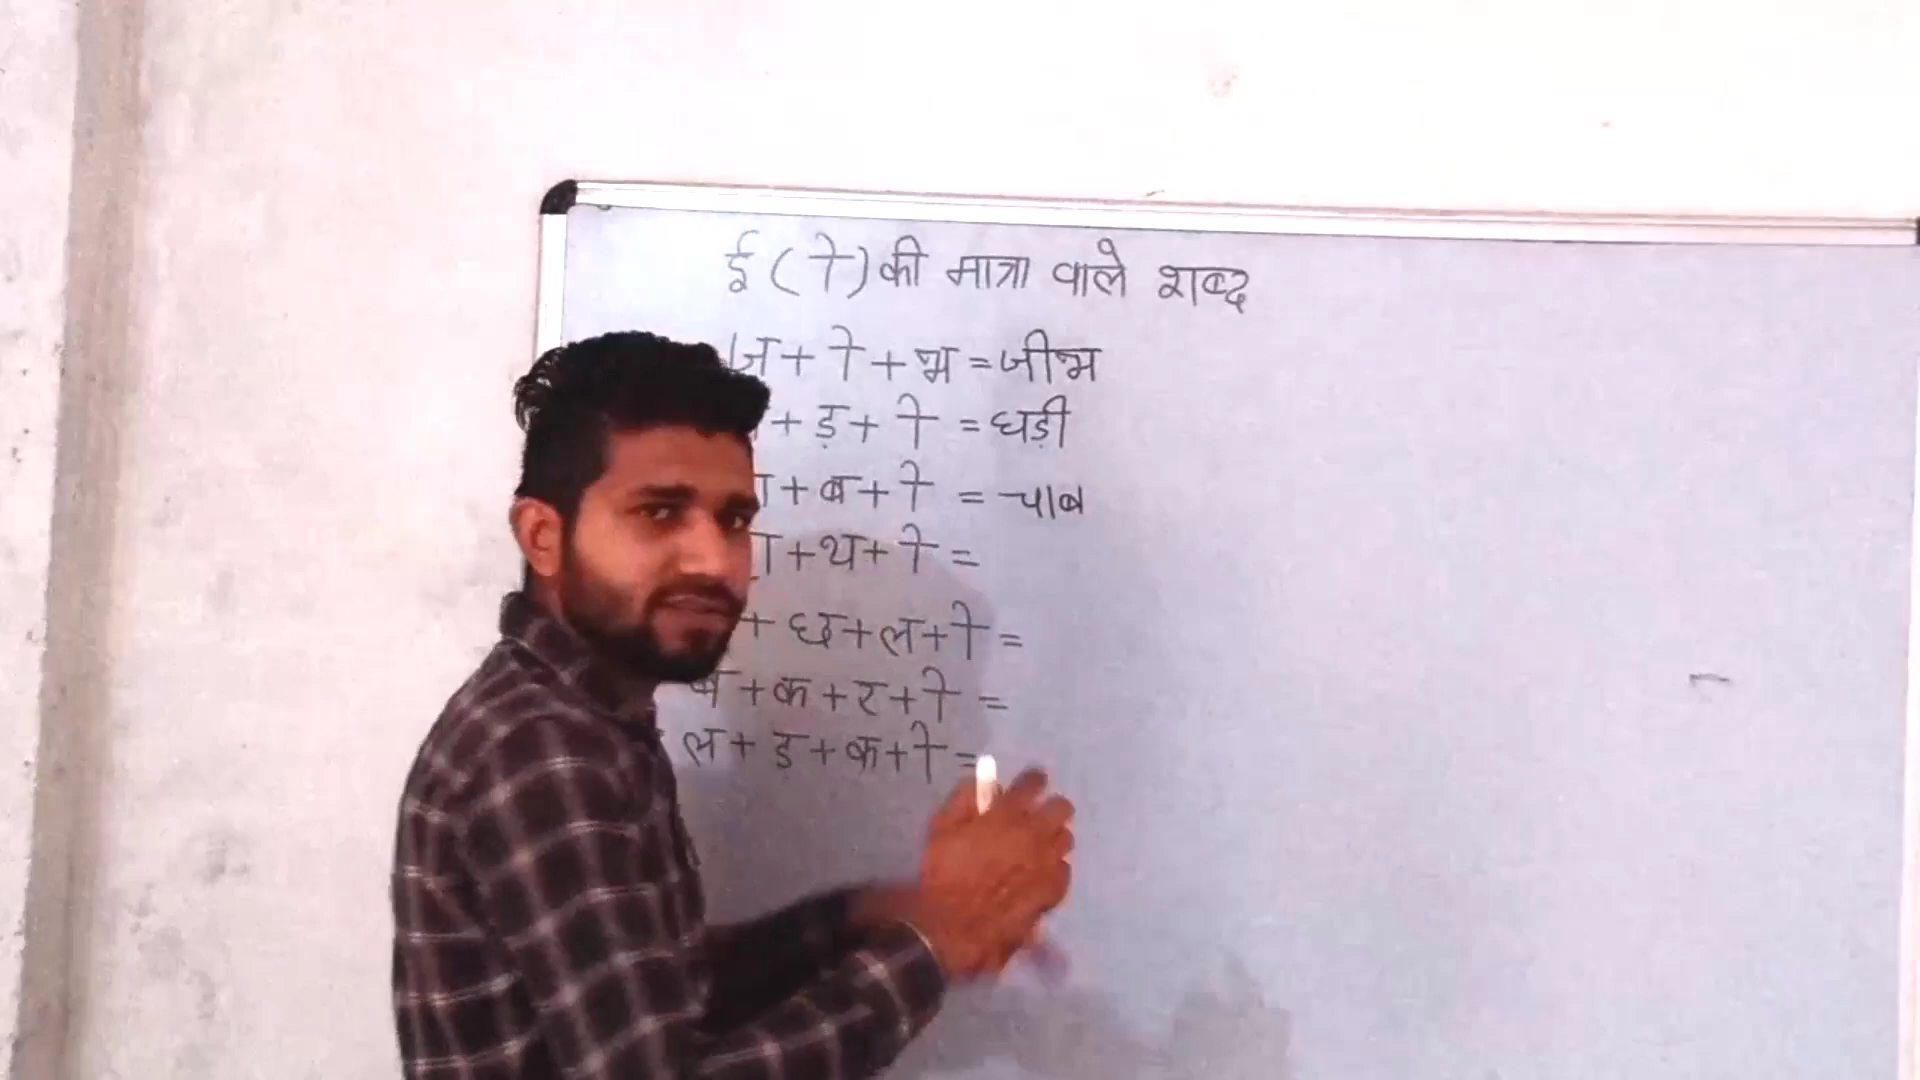 ई (ी) की मात्रा वाले शब्द
ज + ी + भ = जीभ
+ ड़ + ी = घड़ी
ा + ब + ी = चाब
ा + थ + ी =
+ छ + ल + ी =
ब + क + र + ी =
ल + ड़ + क + ी =